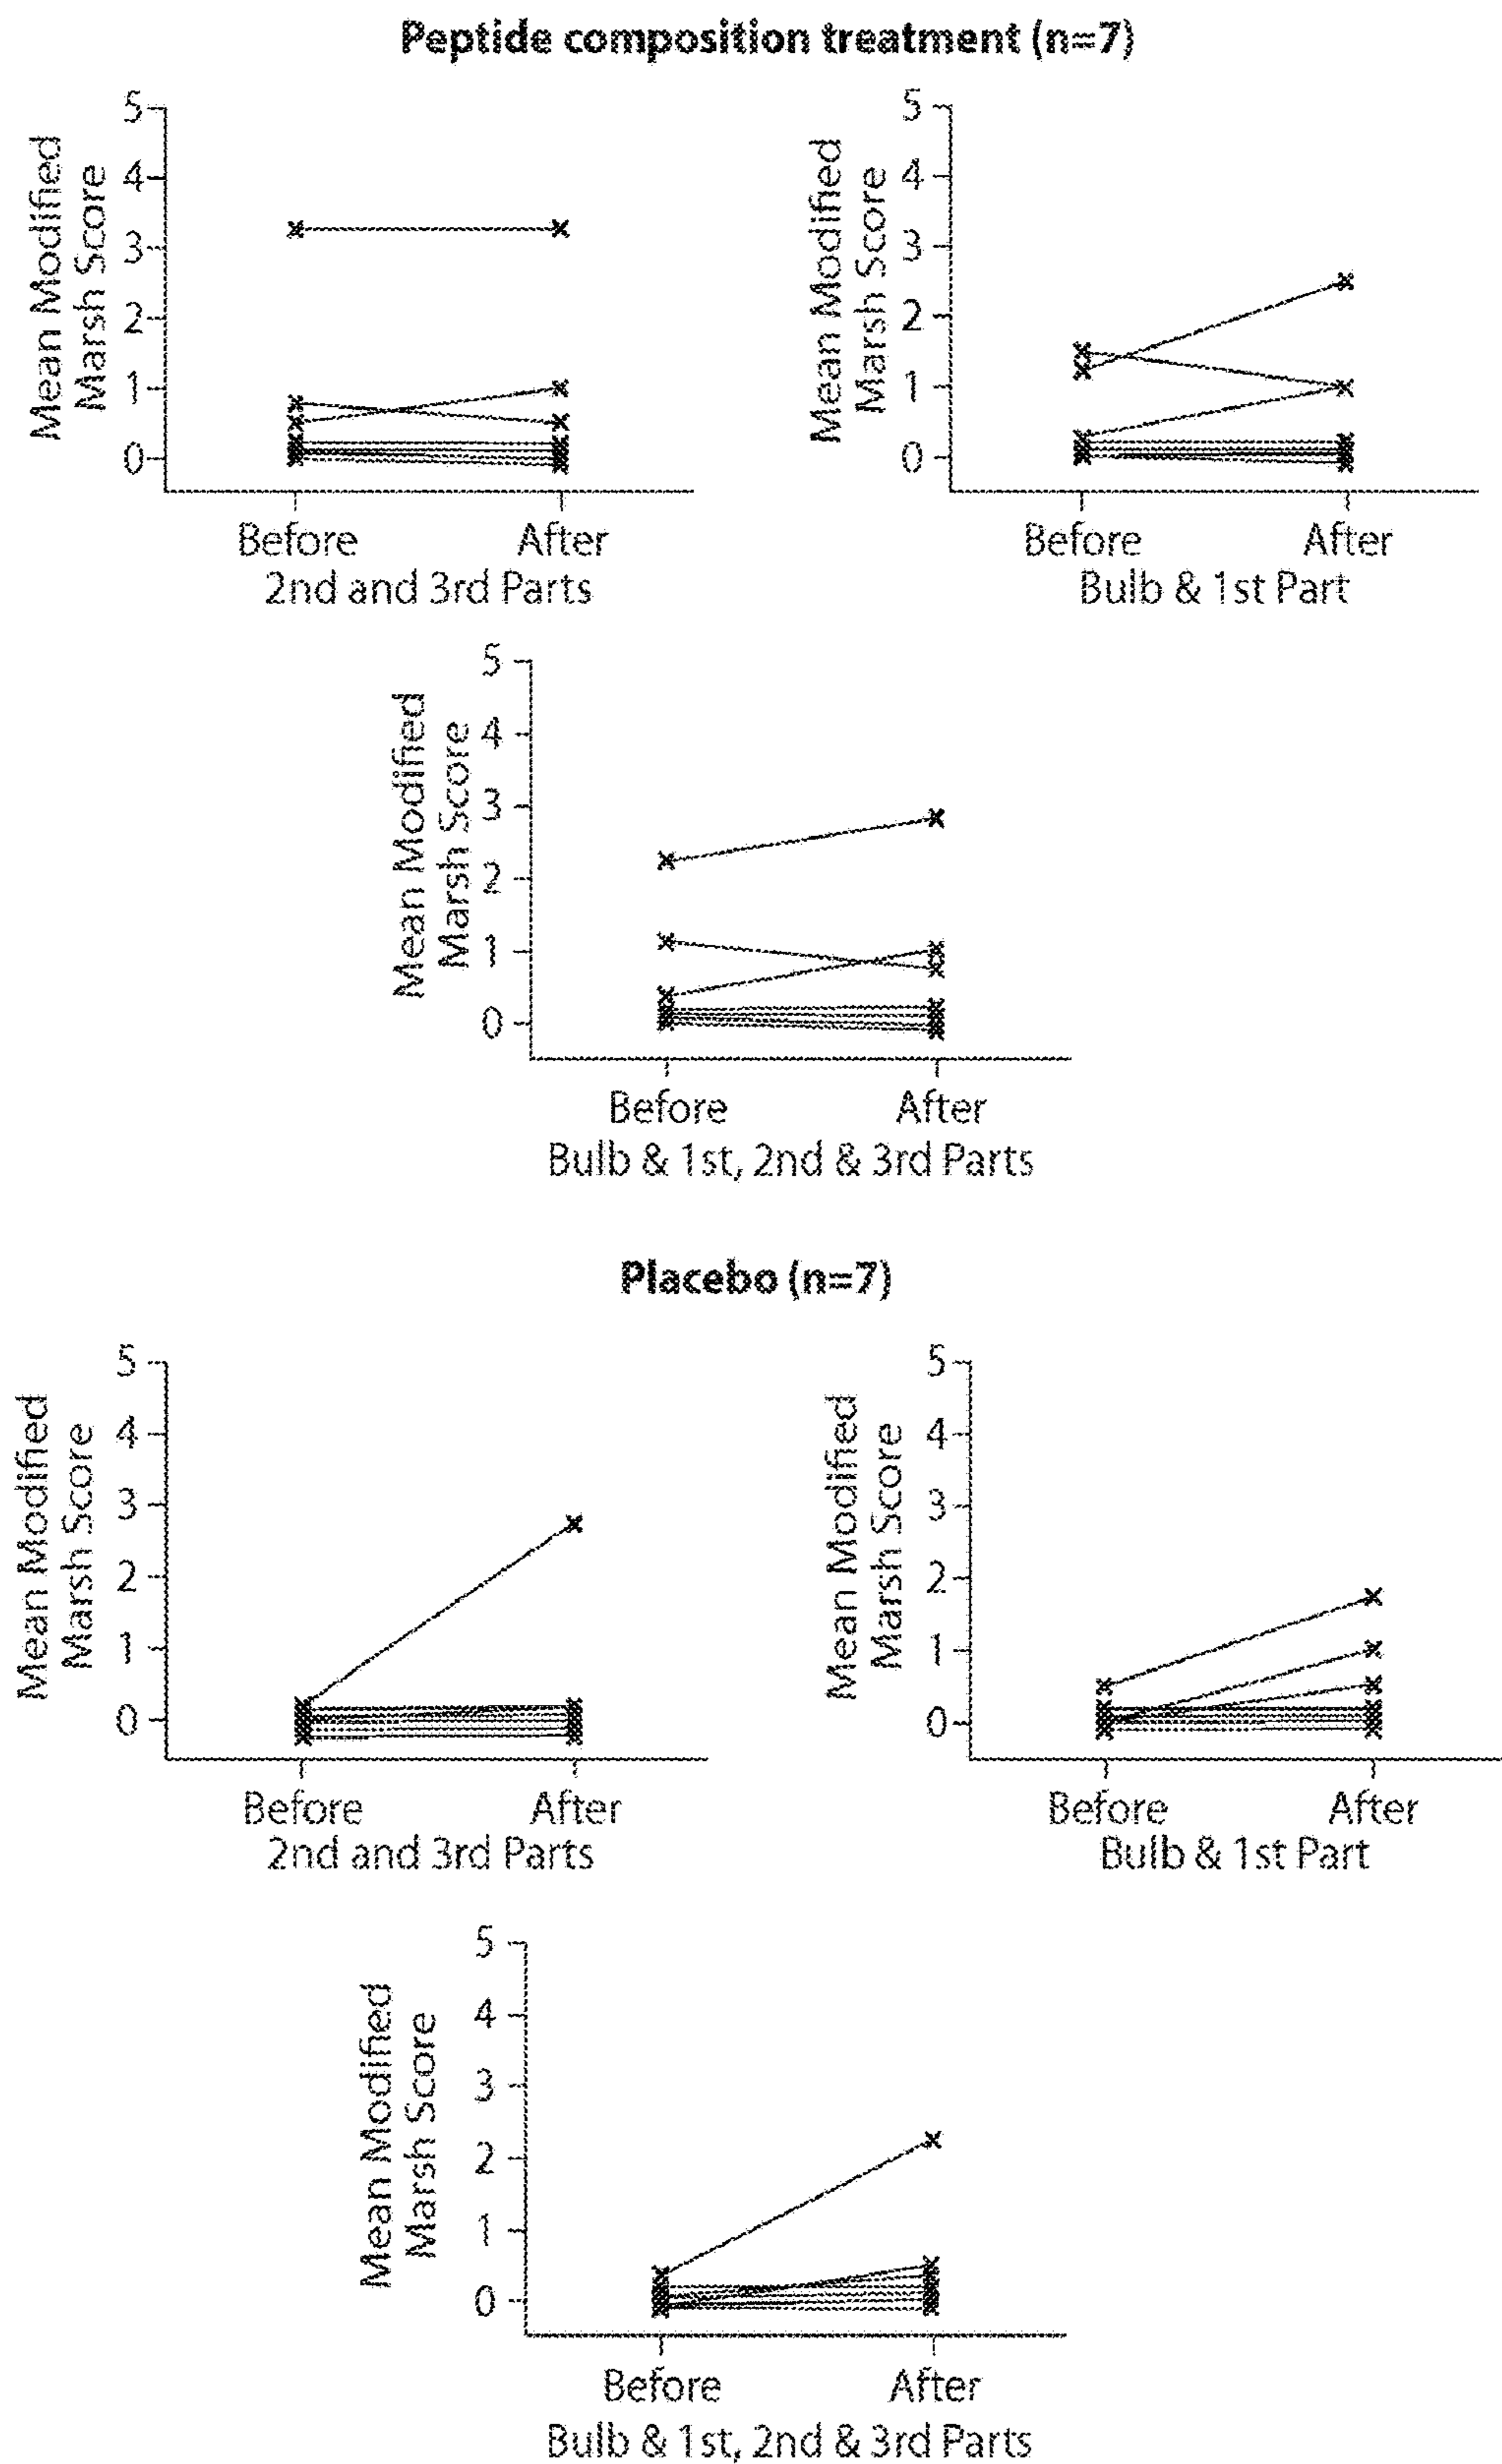 Peptide composition treatment (n=7)
Mean Modified
Marsh Score
5
4
3
2
1
0
Before
After
2nd and 3rd Parts
Mean Modified
Marsh Score
5
4
3
2
1
0
Before
After
Bulb & 1st Part
Mean Modified
Marsh Score
5
4
3
2
1
0
Before
After
Bulb & 1st, 2nd & 3rd Parts
Placebo (n=7)
Mean Modified
Marsh Score
5
4
3
2
1
0
Before
After
2nd and 3rd Parts
Mean Modified
Marsh Score
5
4
3
2
1
0
Before
After
Bulb & 1st Part
Mean Modified
Marsh Score
5
4
3
2
1
0
Before
After
Bulb & 1st, 2nd & 3rd Parts